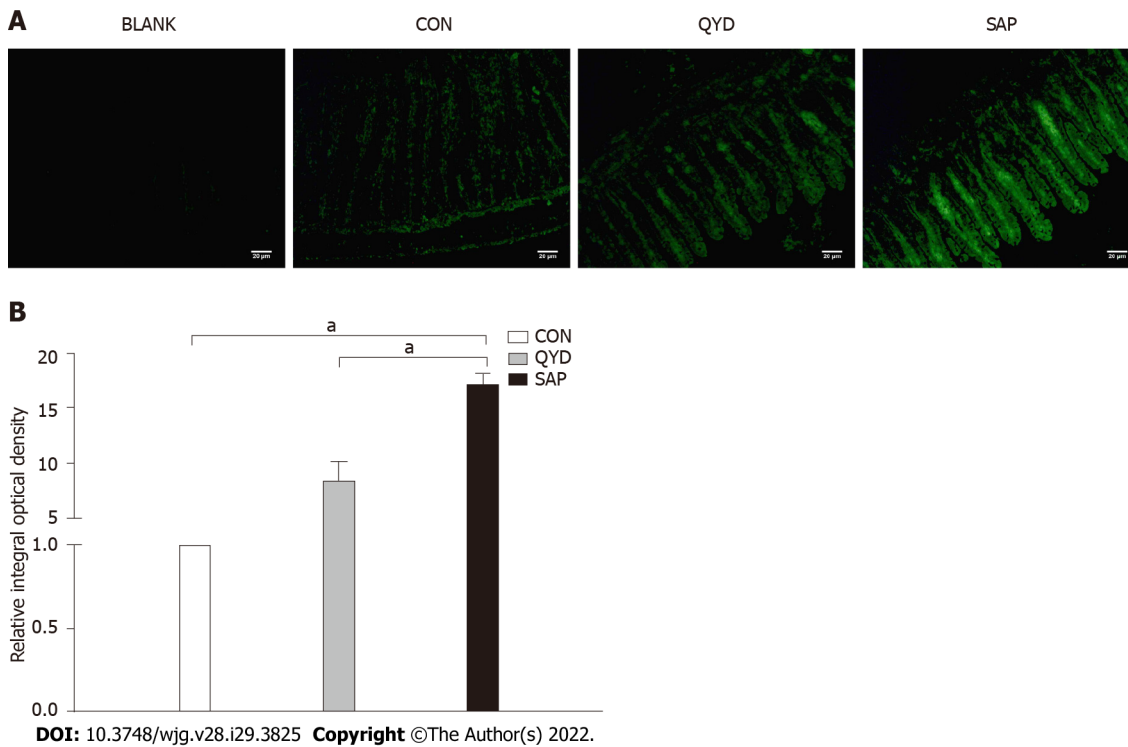 A
BLANK
CON
QYD
SAP
20 μm
20 μm
20 μm
20 μm
B
a
a
CON
QYD
SAP
Relative integral optical density
20
15
10
5
1.0
0.5
0.0
DOI: 10.3748/wjg.v28.i29.3825 Copyright ©The Author(s) 2022.